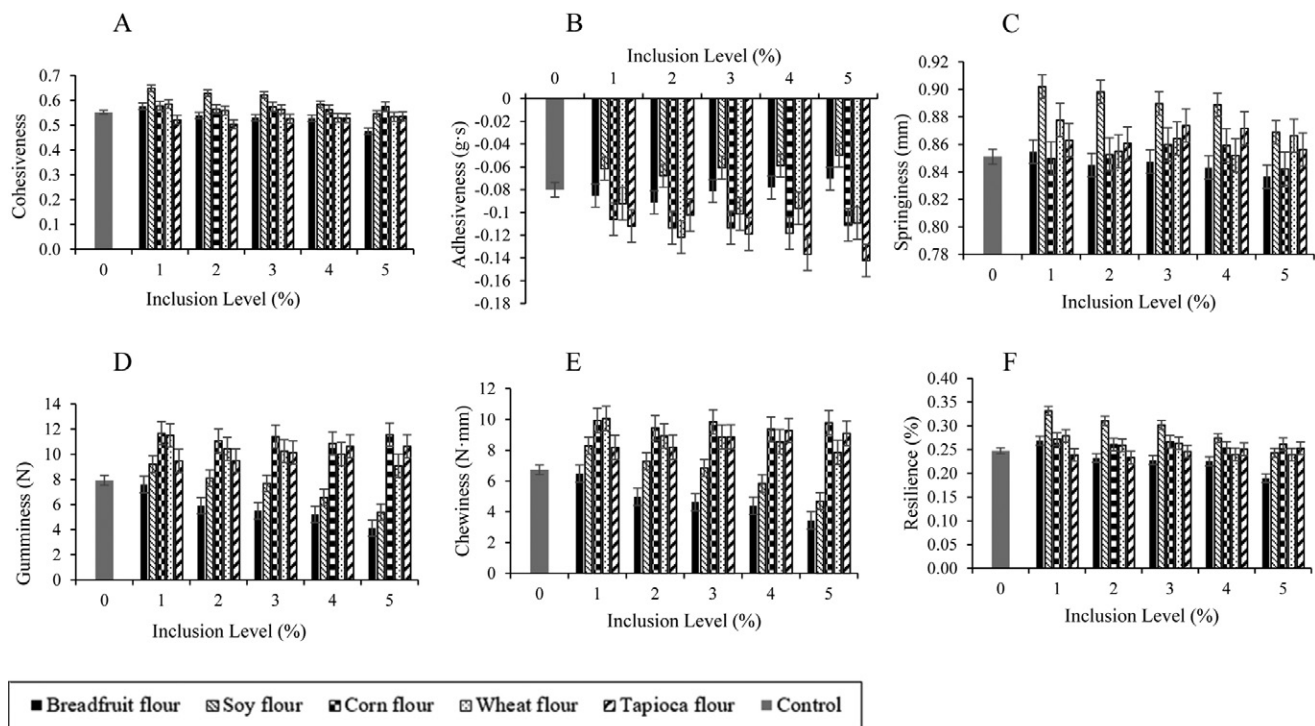 A
Cohesiveness
0.7
0.6
0.5
0.4
0.3
0.2
0.1
0.0
0 1 2 3 4 5
Inclusion Level (%)
B
Inclusion Level (%)
0 1 2 3 4 5
Adhesiveness (g·s)
0
-0.02
-0.04
-0.06
-0.08
-0.1
-0.12
-0.14
-0.16
-0.18
C
Springiness (mm)
0.92
0.90
0.88
0.86
0.84
0.82
0.80
0.78
0 1 2 3 4 5
Inclusion Level (%)
D
Gumminess (N)
14
12
10
8
6
4
2
0
0 1 2 3 4 5
Inclusion Level (%)
E
Chewiness (N·mm)
12
10
8
6
4
2
0
0 1 2 3 4 5
Inclusion Level (%)
F
Resilience (%)
0.40
0.35
0.30
0.25
0.20
0.15
0.10
0.05
0.00
0 1 2 3 4 5
Inclusion Level (%)
Breadfruit flour Soy flour Corn flour Wheat flour Tapioca flour Control